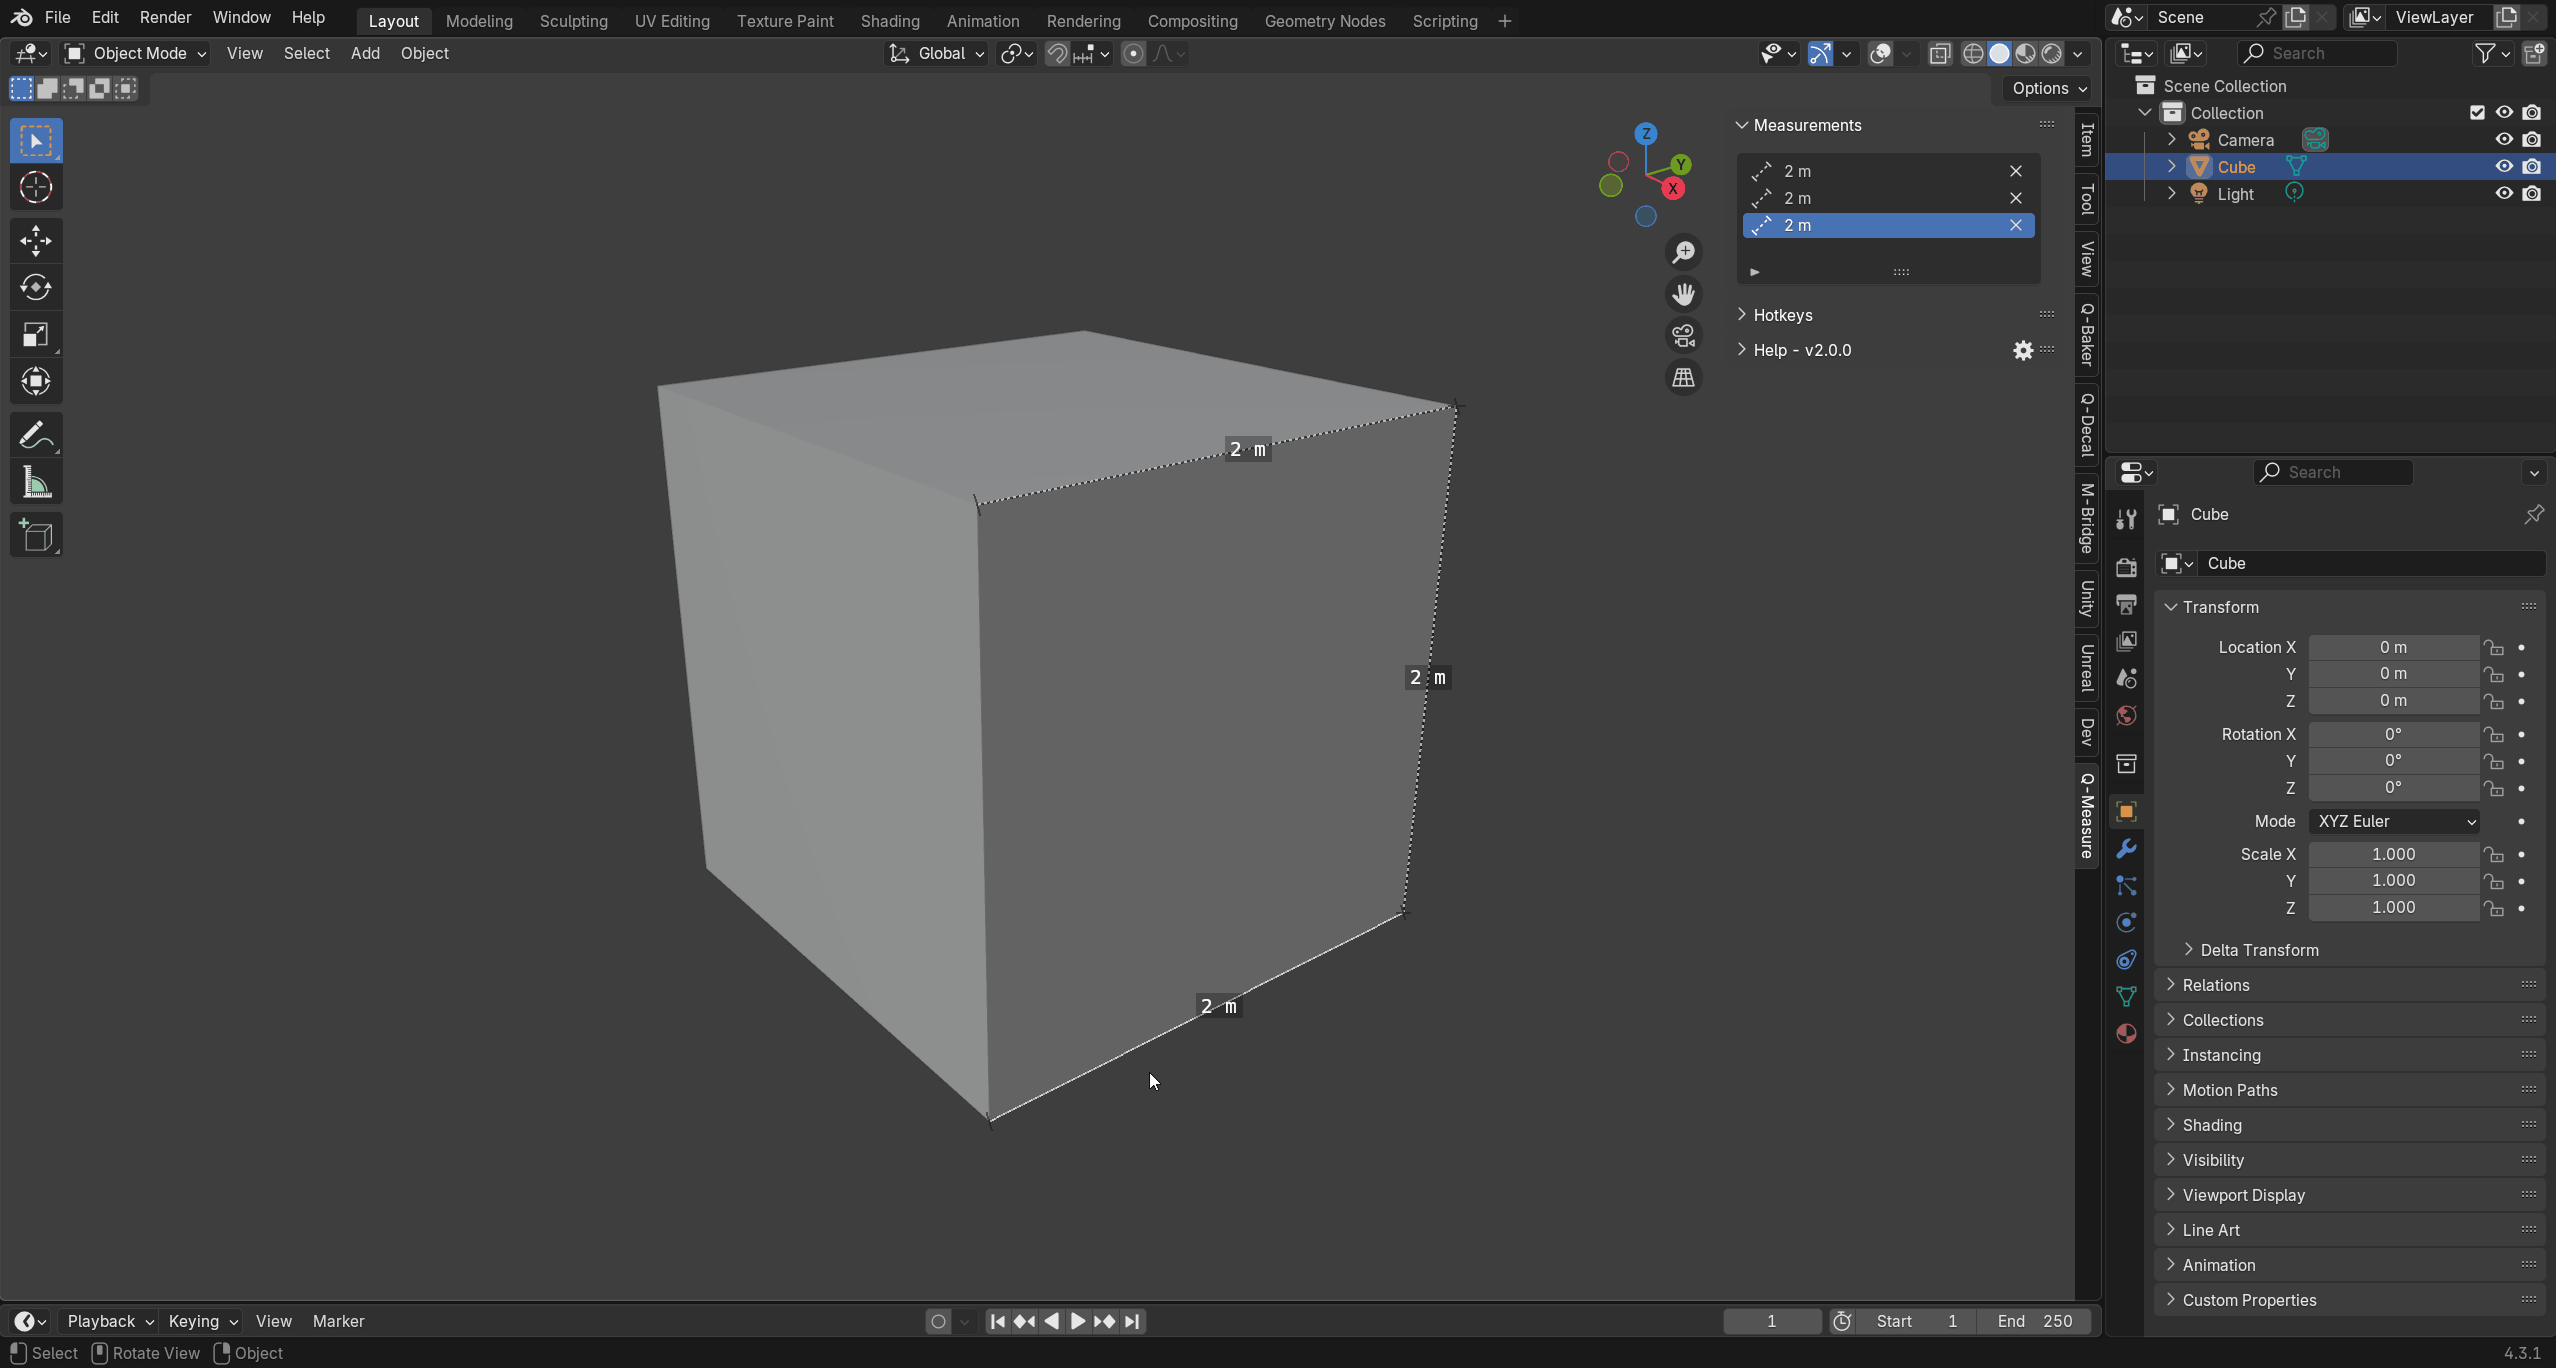 File Edit Render Window Help Layout Modeling Sculpting UV Editing Texture Paint Shading Animation Rendering Compositing Geometry Nodes Scripting + Scene ViewLayer
Object Mode View Select Add Object Global Search
Options
Z
Y
X
Measurements
2 m
2 m
2 m
Hotkeys
Help - v2.0.0
Item
Tool
View
Q-Baker
Q-Decal
M-Bridge
Unity
Unreal
Dev
Q-Measure
2 m
2 m
2 m
Scene Collection
Collection
Camera
Cube
Light
Search
Cube
Cube
Transform
Location X 0 m
Y 0 m
Z 0 m
Rotation X 0°
Y 0°
Z 0°
Mode XYZ Euler
Scale X 1.000
Y 1.000
Z 1.000
Delta Transform
Relations
Collections
Instancing
Motion Paths
Shading
Visibility
Viewport Display
Line Art
Animation
Custom Properties
Playback Keying View Marker 1 Start 1 End 250
Select Rotate View Object 4.3.1